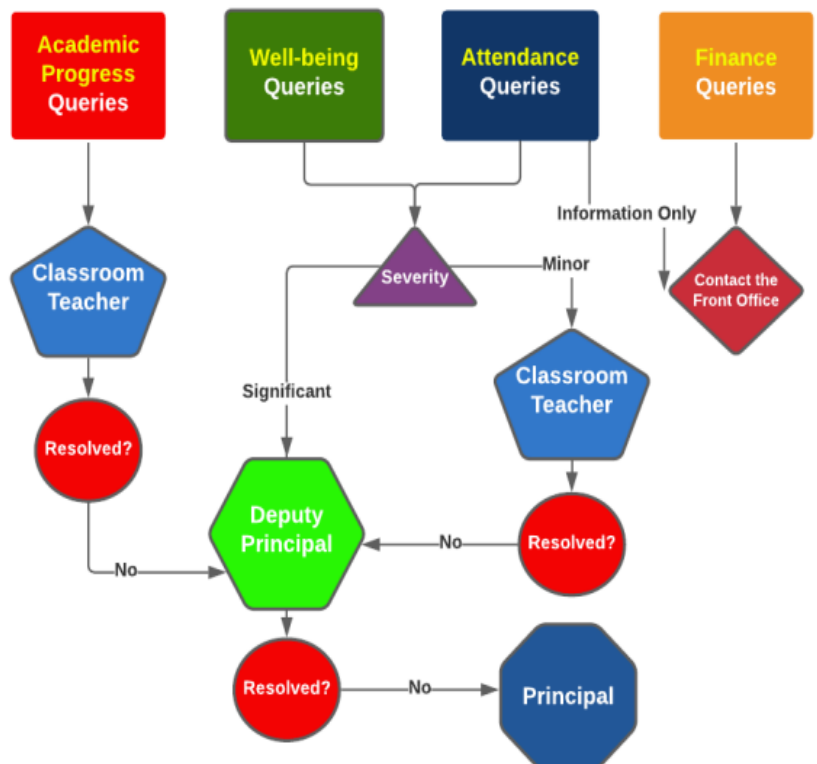 Academic
Progress
Queries
Well-being
Queries
Attendance
Queries
Finance
Queries
Information Only
Classroom
Teacher
Severity
Minor
Contact the
Front Office
Classroom
Teacher
Significant
Resolved?
Deputy
Principal
No
Resolved?
No
Resolved?
No
Principal